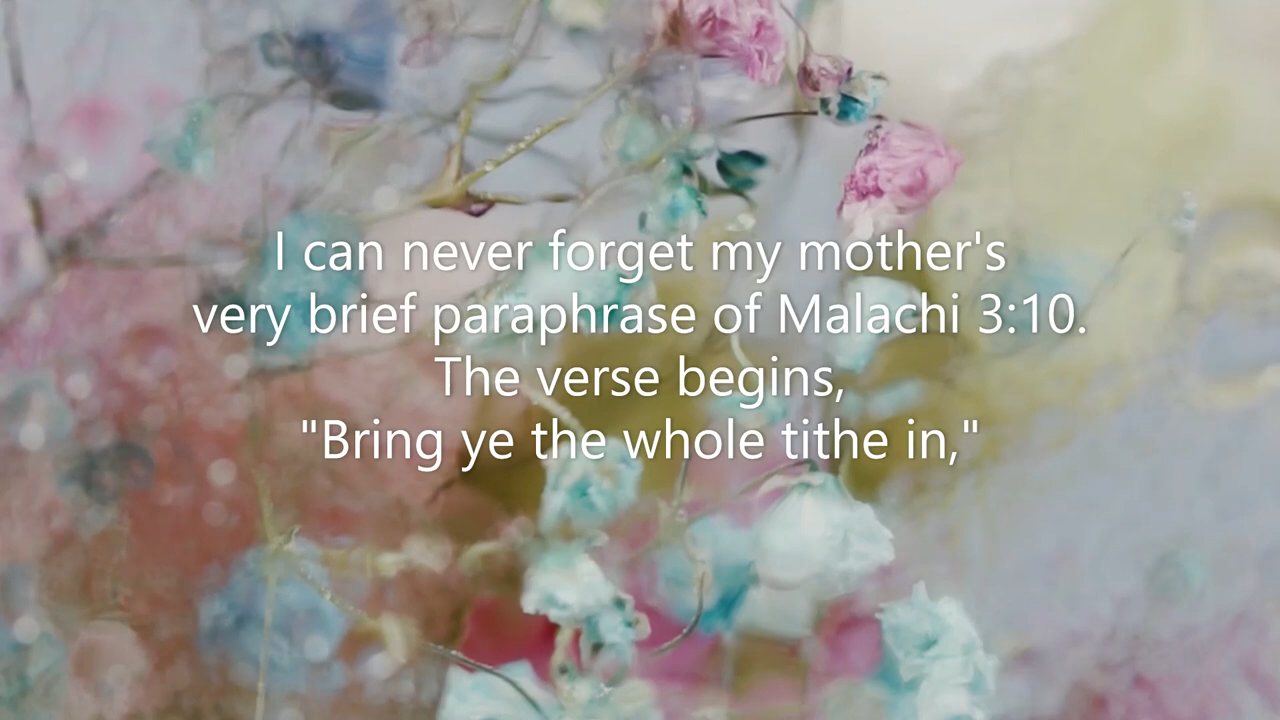 I can never forget my mother's
very brief paraphrase of Malachi 3:10.
The verse begins,
"Bring ye the whole tithe in,"